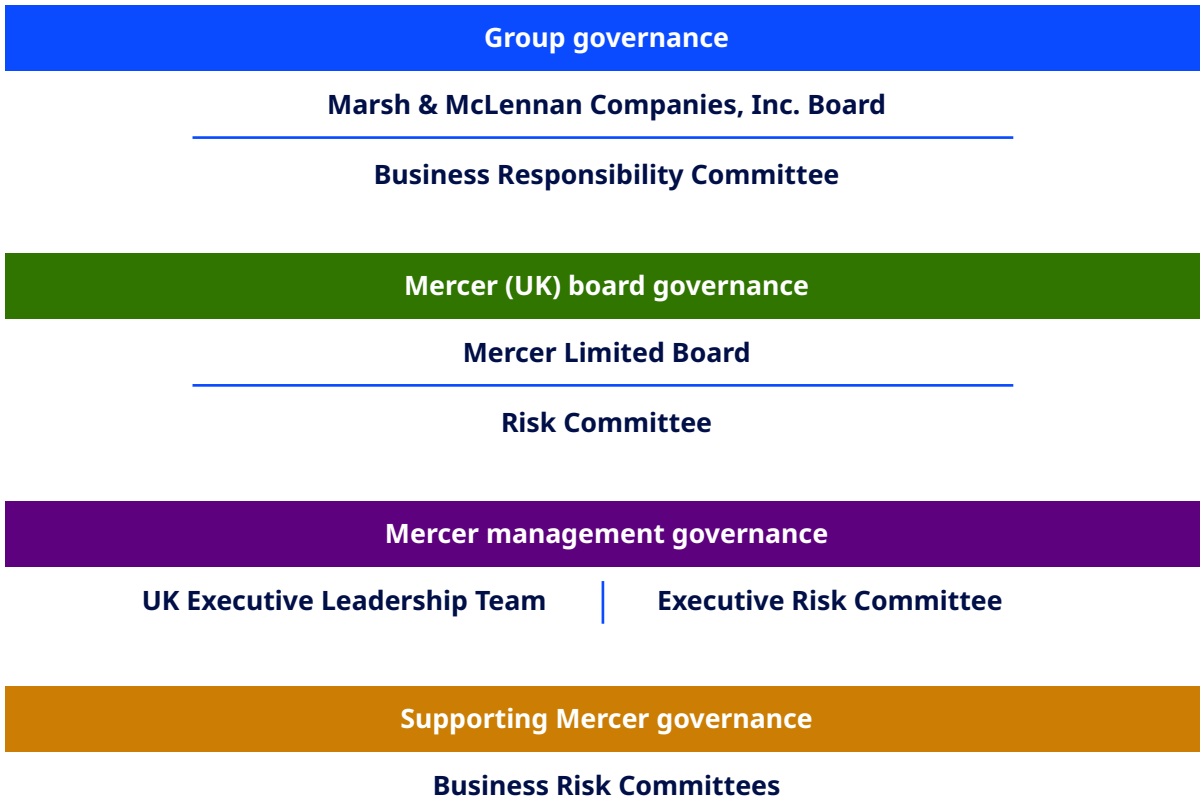 Group governance
Marsh & McLennan Companies, Inc. Board
Business Responsibility Committee
Mercer (UK) board governance
Mercer Limited Board
Risk Committee
Mercer management governance
UK Executive Leadership Team
Executive Risk Committee
Supporting Mercer governance
Business Risk Committees